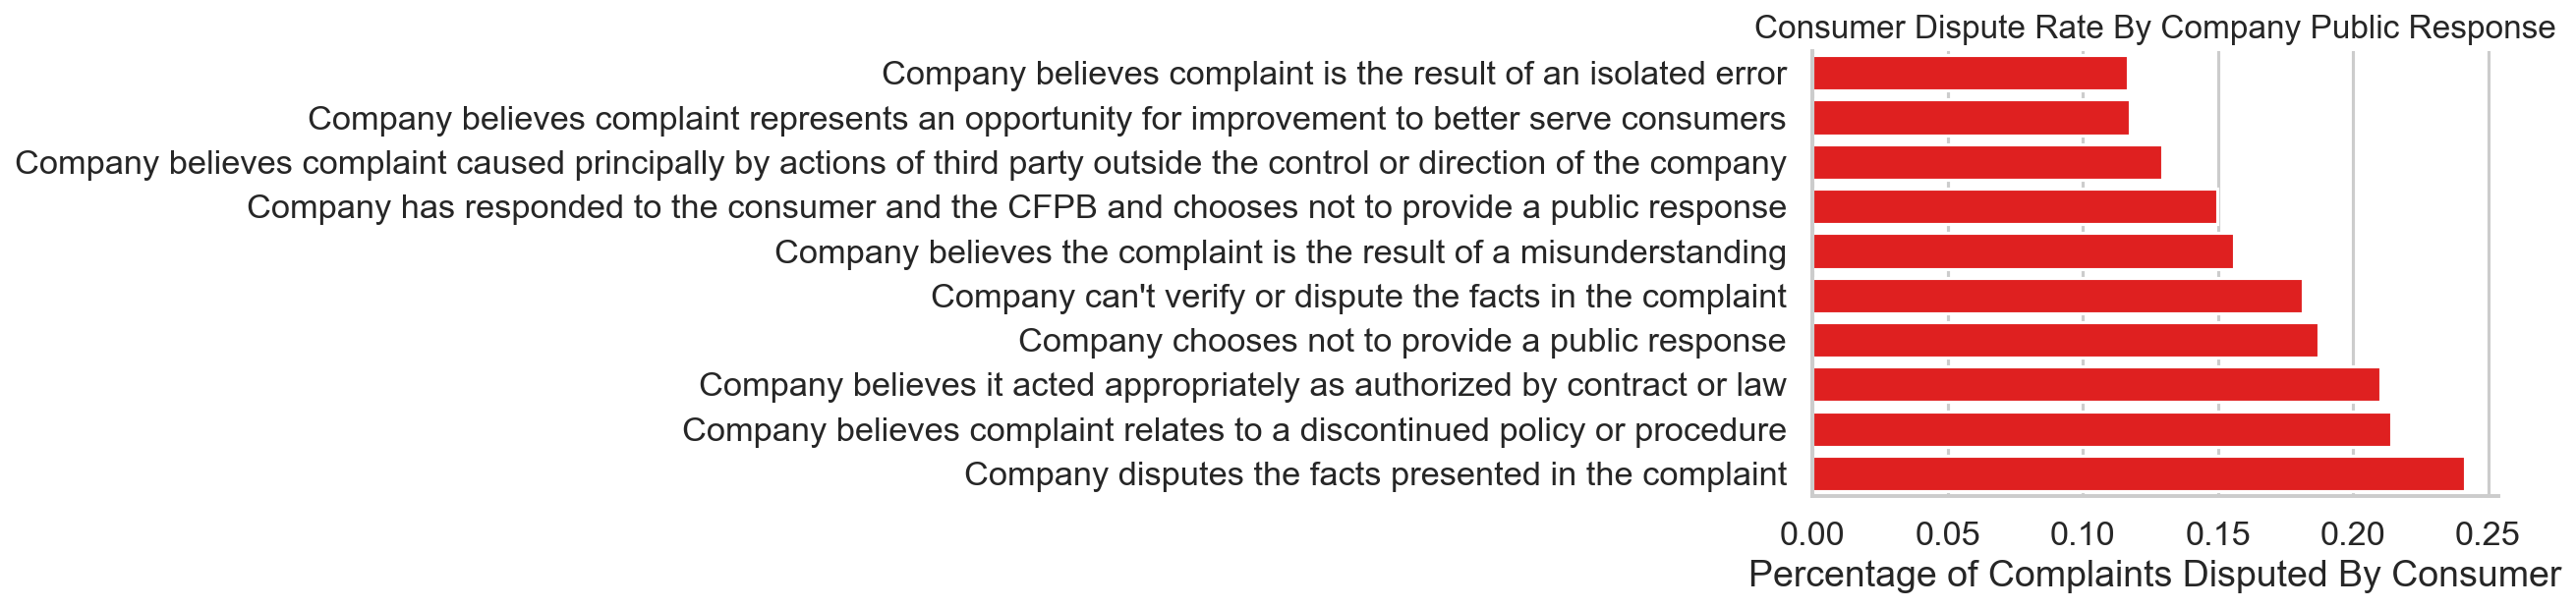 Consumer Dispute Rate By Company Public Response
Company believes complaint is the result of an isolated error
Company believes complaint represents an opportunity for improvement to better serve consumers
Company believes complaint caused principally by actions of third party outside the control or direction of the company
Company has responded to the consumer and the CFPB and chooses not to provide a public response
Company believes the complaint is the result of a misunderstanding
Company can't verify or dispute the facts in the complaint
Company chooses not to provide a public response
Company believes it acted appropriately as authorized by contract or law
Company believes complaint relates to a discontinued policy or procedure
Company disputes the facts presented in the complaint
0.00 0.05 0.10 0.15 0.20 0.25
Percentage of Complaints Disputed By Consumer